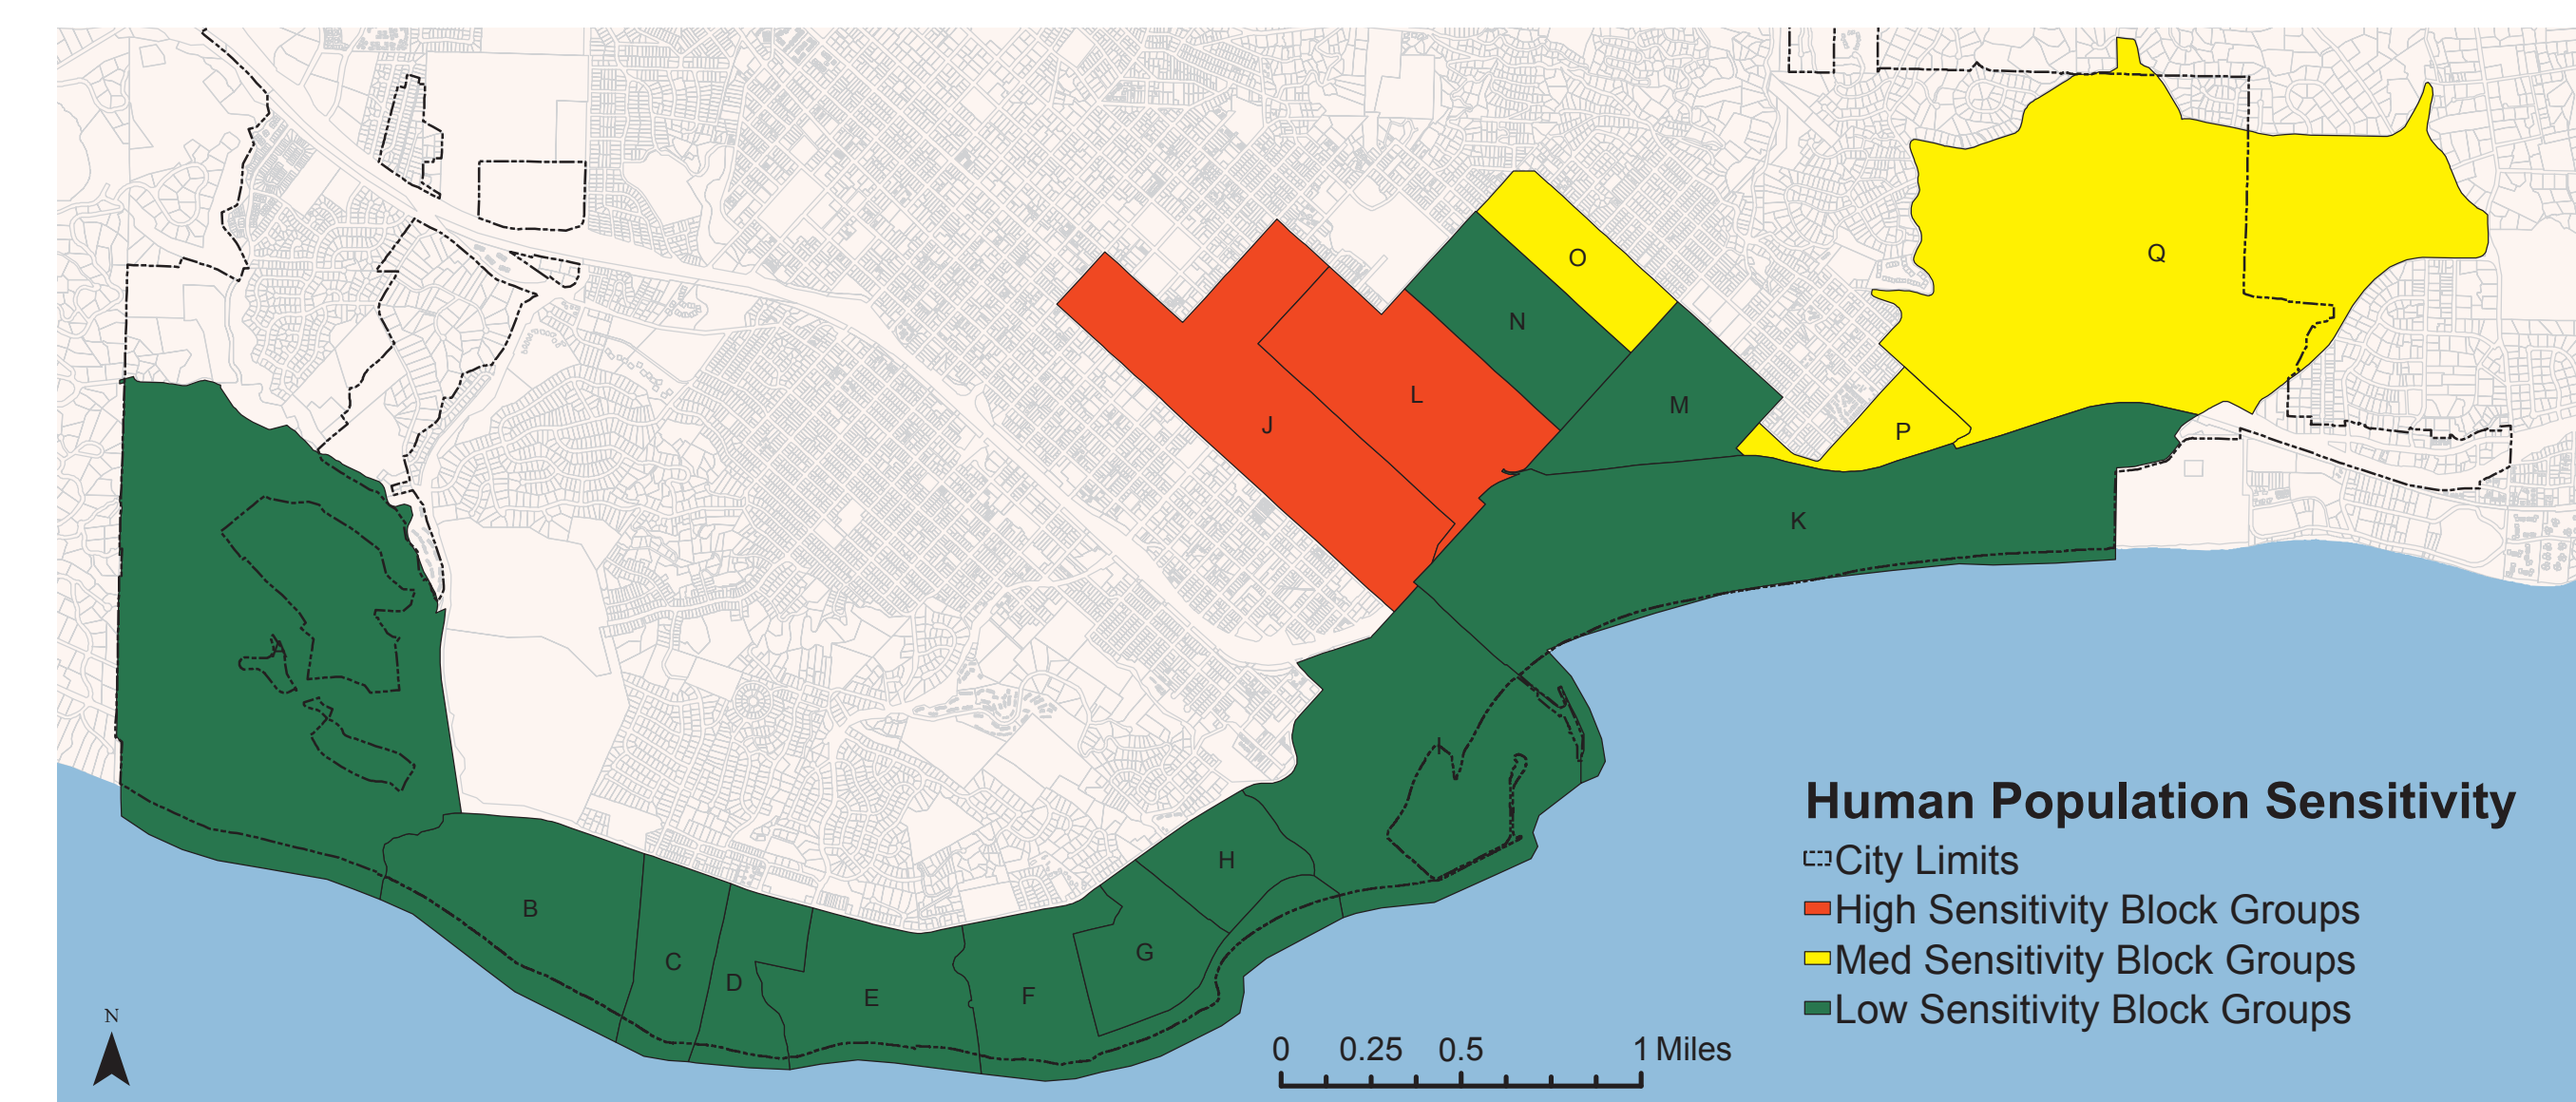 Q
O
N
L
M
J
P
K
A
I
H
B
G
C
D
F
E
Human Population Sensitivity
City Limits
High Sensitivity Block Groups
Med Sensitivity Block Groups
Low Sensitivity Block Groups
N
0 0.25 0.5 1 Miles